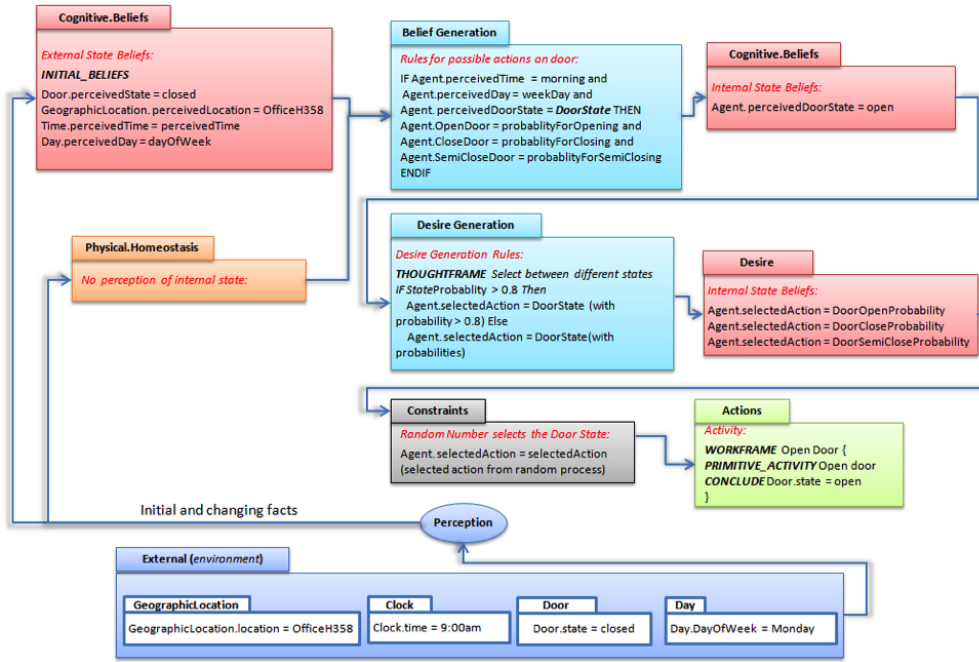 Cognitive.Beliefs
External State Beliefs:
INITIAL_BELIEFS
Door.perceivedState = closed
GeographicLocation. perceivedLocation = OfficeH358
Time.perceivedTime = perceivedTime
Day.perceivedDay = dayOfWeek
Belief Generation
Rules for possible actions on door:
IF Agent.perceivedTime = morning and
Agent.perceivedDay = weekDay and
Agent. perceivedDoorState = DoorState THEN
Agent.OpenDoor = probablityForOpening and
Agent.CloseDoor = probablityForClosing and
Agent.SemiCloseDoor = probablityForSemiClosing
ENDIF
Cognitive.Beliefs
Internal State Beliefs:
Agent. perceivedDoorState = open
Physical.Homeostasis
No perception of internal state:
Desire Generation
Desire Generation Rules:
THOUGHTFRAME Select between different states
IF StateProbablity > 0.8 Then
Agent.selectedAction = DoorState (with
probability > 0.8) Else
Agent.selectedAction = DoorState(with
probabilities)
Desire
Internal State Beliefs:
Agent.selectedAction = DoorOpenProbability
Agent.selectedAction = DoorCloseProbability
Agent.selectedAction = DoorSemiCloseProbability
Constraints
Random Number selects the Door State:
Agent.selectedAction = selectedAction
(selected action from random process)
Actions
Activity:
WORKFRAME Open Door {
PRIMITIVE_ACTIVITY Open door
CONCLUDE Door.state = open
}
Initial and changing facts
Perception
External (environment)
GeographicLocation
GeographicLocation.location = OfficeH358
Clock
Clock.time = 9:00am
Door
Door.state = closed
Day
Day.DayOfWeek = Monday